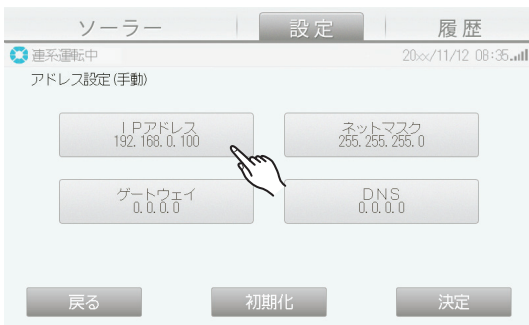 ソーラー 設定 履歴
連系運転中 20xx/11/12 08:35
アドレス設定(手動)
IPアドレス
192.168.0.100
ネットマスク
255.255.255.0
ゲートウェイ
0.0.0.0
DNS
0.0.0.0
戻る 初期化 決定